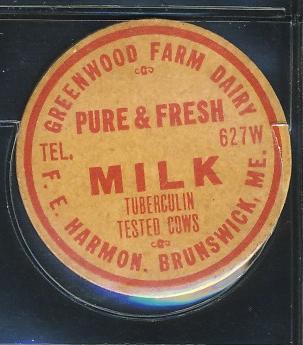 GREENWOOD FARM DAIRY
PURE & FRESH
TEL. 627W
MILK
TUBERCULIN
TESTED COWS
F. E. HARMON. BRUNSWICK, ME.